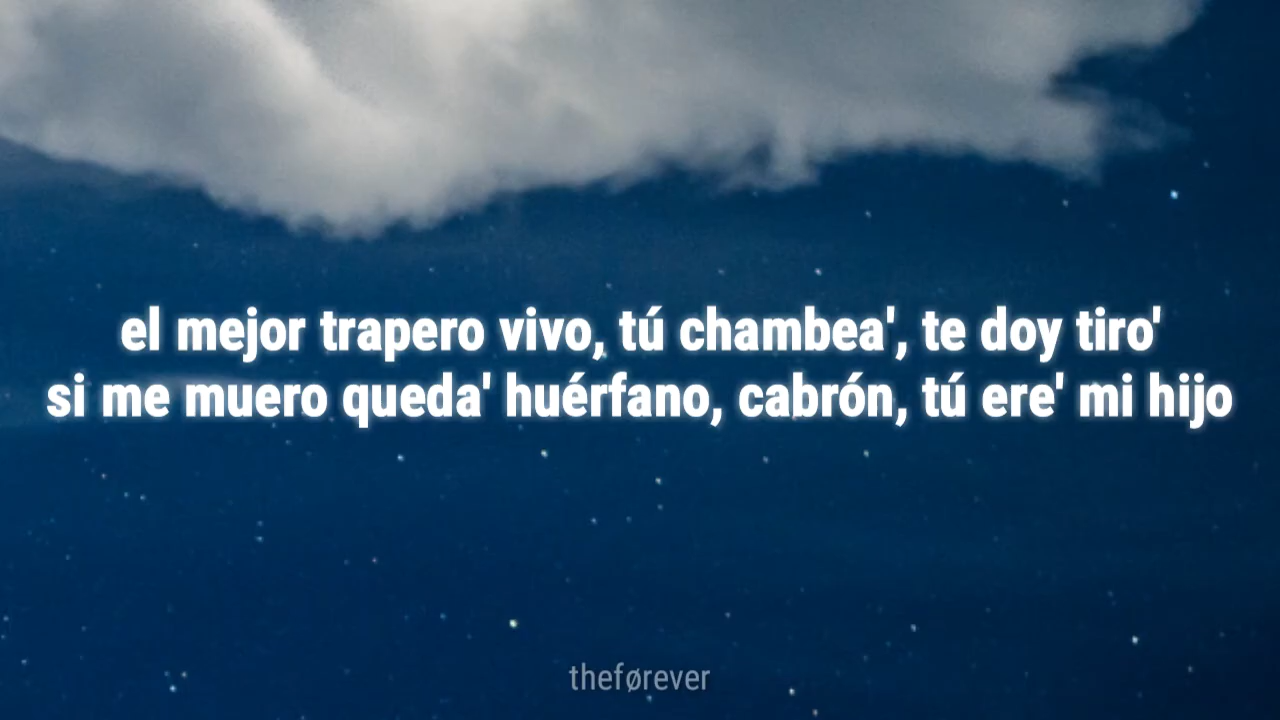 el mejor trapero vivo, tú chambea', te doy tiro'
si me muero queda' huérfano, cabrón, tú ere' mi hijo
theførever